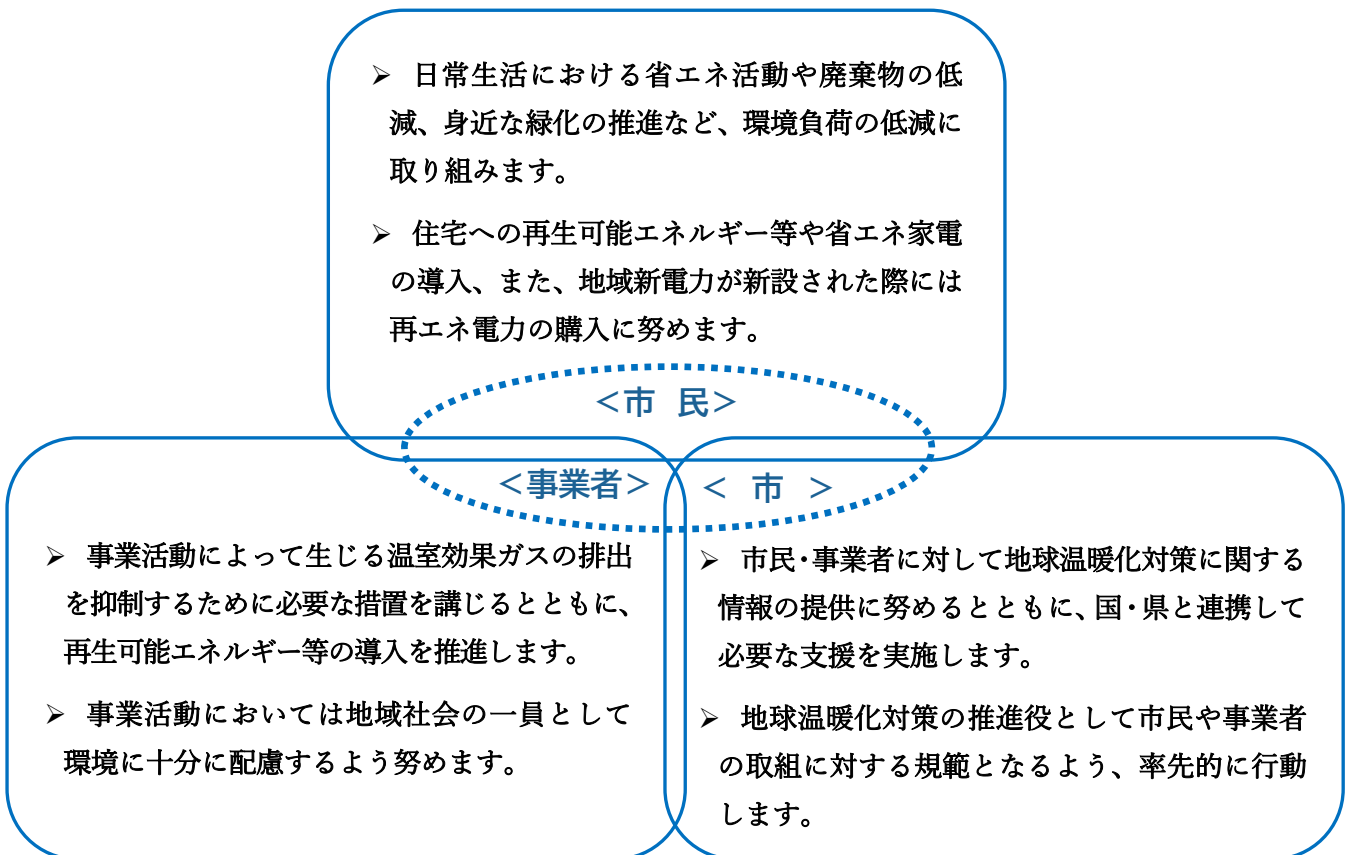 ➢ 日常生活における省エネ活動や廃棄物の低
減、身近な緑化の推進など、環境負荷の低減に
取り組みます。
➢ 住宅への再生可能エネルギー等や省エネ家電
の導入、また、地域新電力が新設された際には
再エネ電力の購入に努めます。
＜市 民＞
＜事業者＞
＜ 市 ＞
➢ 事業活動によって生じる温室効果ガスの排出
を抑制するために必要な措置を講じるとともに、
再生可能エネルギー等の導入を推進します。
➢ 事業活動においては地域社会の一員として
環境に十分に配慮するよう努めます。
➢ 市民・事業者に対して地球温暖化対策に関する
情報の提供に努めるとともに、国・県と連携して
必要な支援を実施します。
➢ 地球温暖化対策の推進役として市民や事業者
の取組に対する規範となるよう、率先的に行動
します。